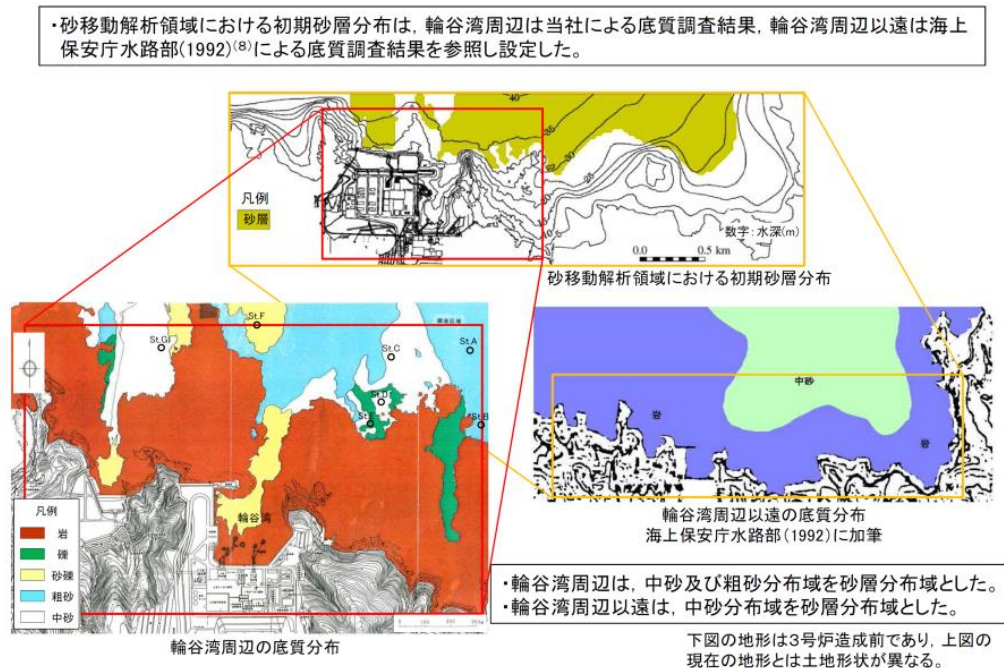 ・砂移動解析領域における初期砂層分布は，輪谷湾周辺は当社による底質調査結果，輪谷湾周辺以遠は海上
保安庁水路部(1992)⁽⁸⁾による底質調査結果を参照し設定した。
40
35
30
25
凡例
砂層
数字：水深(m)
0.0 0.5 km
砂移動解析領域における初期砂層分布
St.F
St.G
St.C
St.A
St.D
St.E
St.B
輪谷湾
凡例
岩
礫
砂礫
粗砂
中砂
輪谷湾周辺の底質分布
中砂
岩
岩
輪谷湾周辺以遠の底質分布
海上保安庁水路部(1992)に加筆
・輪谷湾周辺は，中砂及び粗砂分布域を砂層分布域とした。
・輪谷湾周辺以遠は，中砂分布域を砂層分布域とした。
下図の地形は３号炉造成前であり，上図の
現在の地形とは土地形状が異なる。